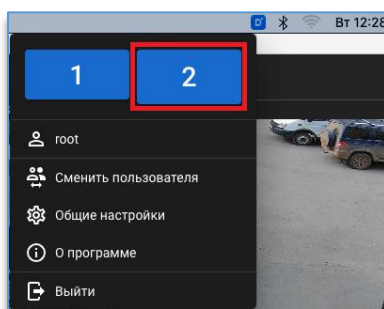 Вт 12:28
1 2
root
Сменить пользователя
Общие настройки
О программе
Выйти